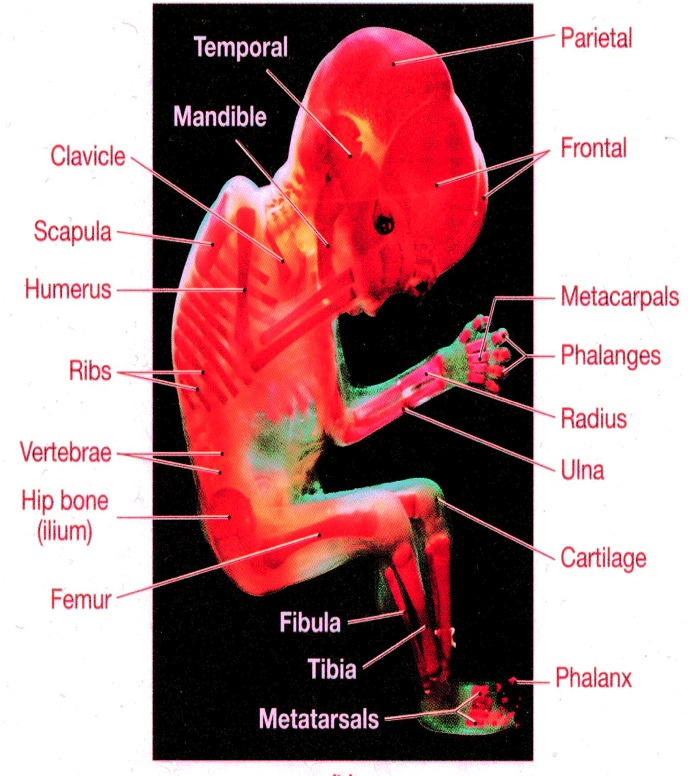 Temporal
Parietal
Mandible
Clavicle
Frontal
Scapula
Humerus
Metacarpals
Phalanges
Ribs
Radius
Vertebrae
Ulna
Hip bone
(ilium)
Cartilage
Femur
Fibula
Tibia
Phalanx
Metatarsals